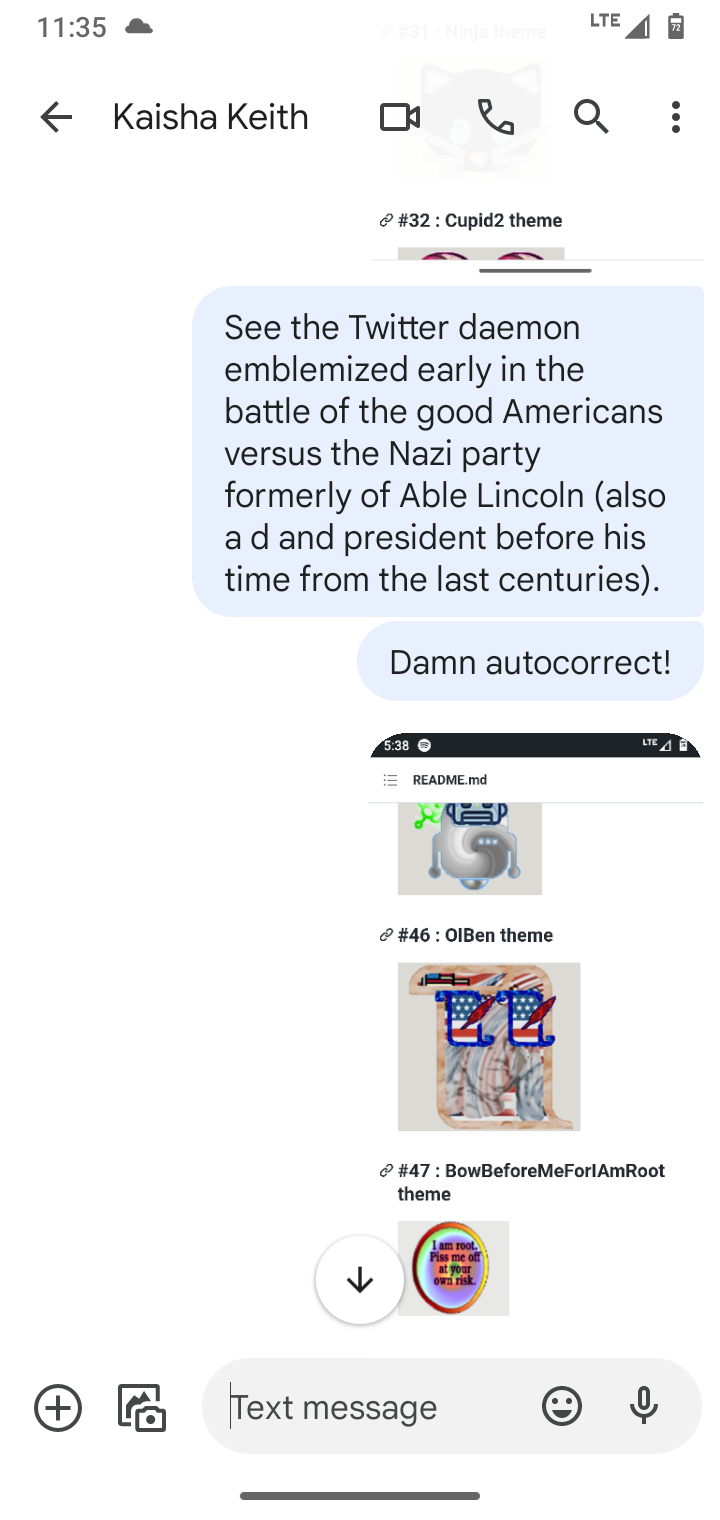 11:35
LTE
72
#31 : Ninja theme
Kaisha Keith
#32 : Cupid2 theme
See the Twitter daemon
emblemized early in the
battle of the good Americans
versus the Nazi party
formerly of Able Lincoln (also
a d and president before his
time from the last centuries).
Damn autocorrect!
5:38
LTE
README.md
#46 : OlBen theme
#47 : BowBeforeMeForIAmRoot
theme
I am root.
Piss me off
at your
own risk.
Text message